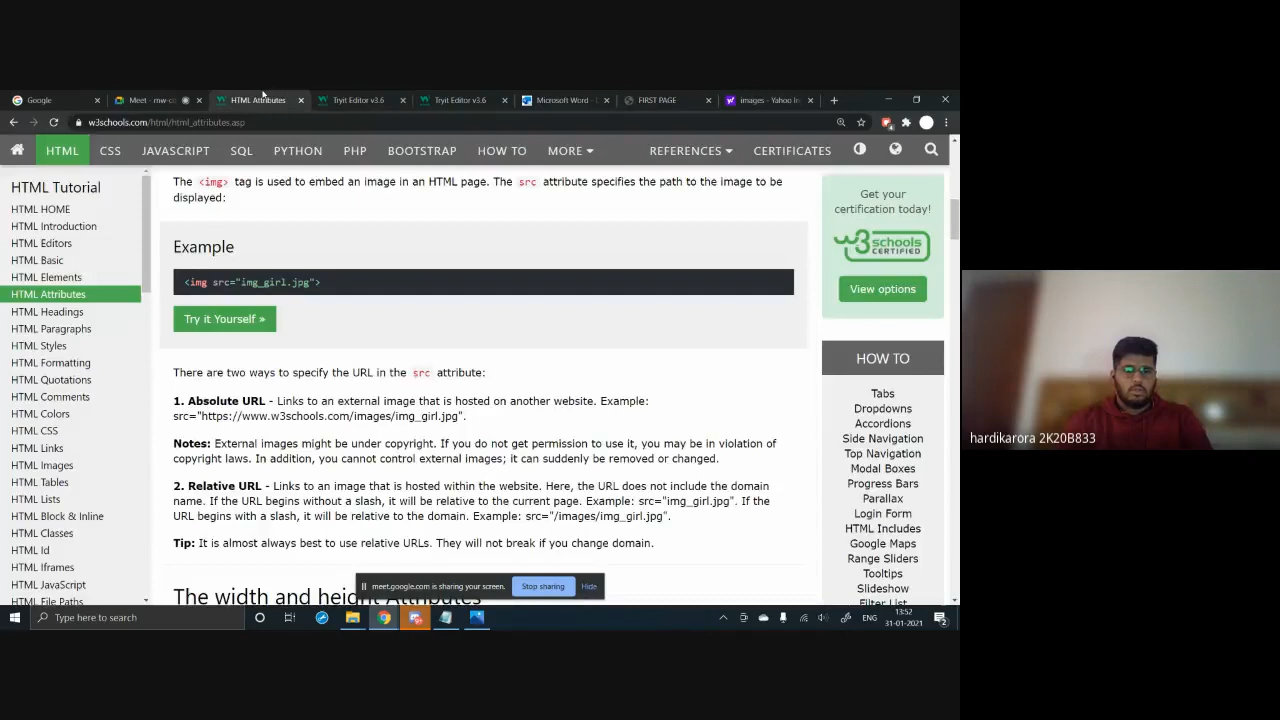 Google
Meet - mw-co
HTML Attributes
Tryit Editor v3.6
Tryit Editor v3.6
Microsoft Word -
FIRST PAGE
images - Yahoo
w3schools.com/html/html_attributes.asp
HTML CSS JAVASCRIPT SQL PYTHON PHP BOOTSTRAP HOW TO MORE REFERENCES CERTIFICATES
HTML Tutorial
HTML HOME
HTML Introduction
HTML Editors
HTML Basic
HTML Elements
HTML Attributes
HTML Headings
HTML Paragraphs
HTML Styles
HTML Formatting
HTML Quotations
HTML Comments
HTML Colors
HTML CSS
HTML Links
HTML Images
HTML Tables
HTML Lists
HTML Block & Inline
HTML Classes
HTML Id
HTML Iframes
HTML JavaScript
HTML File Paths
The <img> tag is used to embed an image in an HTML page. The src attribute specifies the path to the image to be
displayed:
Example
<img src="img_girl.jpg">
Try it Yourself »
There are two ways to specify the URL in the src attribute:
1. Absolute URL - Links to an external image that is hosted on another website. Example:
src="https://www.w3schools.com/images/img_girl.jpg".
Notes: External images might be under copyright. If you do not get permission to use it, you may be in violation of
copyright laws. In addition, you cannot control external images; it can suddenly be removed or changed.
2. Relative URL - Links to an image that is hosted within the website. Here, the URL does not include the domain
name. If the URL begins without a slash, it will be relative to the current page. Example: src="img_girl.jpg". If the
URL begins with a slash, it will be relative to the domain. Example: src="/images/img_girl.jpg".
Tip: It is almost always best to use relative URLs. They will not break if you change domain.
The width and height Attributes
meet.google.com is sharing your screen.
Stop sharing
Hide
Get your
certification today!
w3schools
CERTIFIED
View options
HOW TO
Tabs
Dropdowns
Accordions
Side Navigation
Top Navigation
Modal Boxes
Progress Bars
Parallax
Login Form
HTML Includes
Google Maps
Range Sliders
Tooltips
Slideshow
Filter List
hardikarora 2K20B833
Type here to search
ENG
13:52
31-01-2021